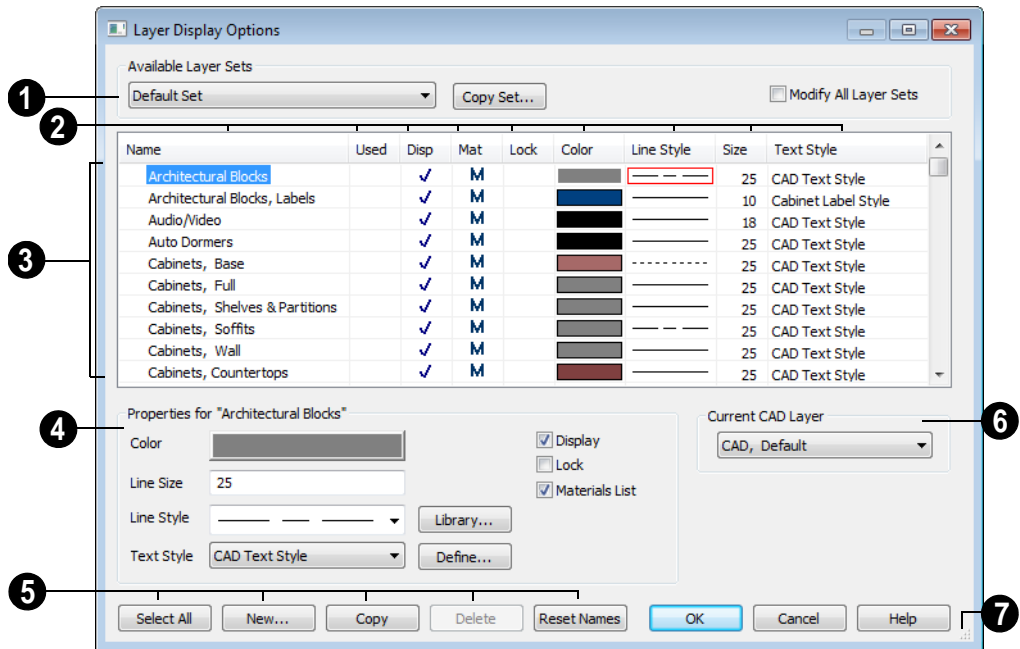 Layer Display Options
Available Layer Sets
1 Default Set Copy Set... Modify All Layer Sets
2
Name Used Disp Mat Lock Color Line Style Size Text Style
Architectural Blocks M 25 CAD Text Style
Architectural Blocks, Labels M 10 Cabinet Label Style
Audio/Video M 18 CAD Text Style
Auto Dormers M 25 CAD Text Style
3 Cabinets, Base M 25 CAD Text Style
Cabinets, Full M 25 CAD Text Style
Cabinets, Shelves & Partitions M 25 CAD Text Style
Cabinets, Soffits M 25 CAD Text Style
Cabinets, Wall M 25 CAD Text Style
Cabinets, Countertops M 25 CAD Text Style
4 Properties for "Architectural Blocks"
Color
Line Size 25
Line Style Library...
Text Style CAD Text Style Define...
Display
Lock
Materials List
Current CAD Layer 6
CAD, Default
5
Select All New... Copy Delete Reset Names OK Cancel Help 7